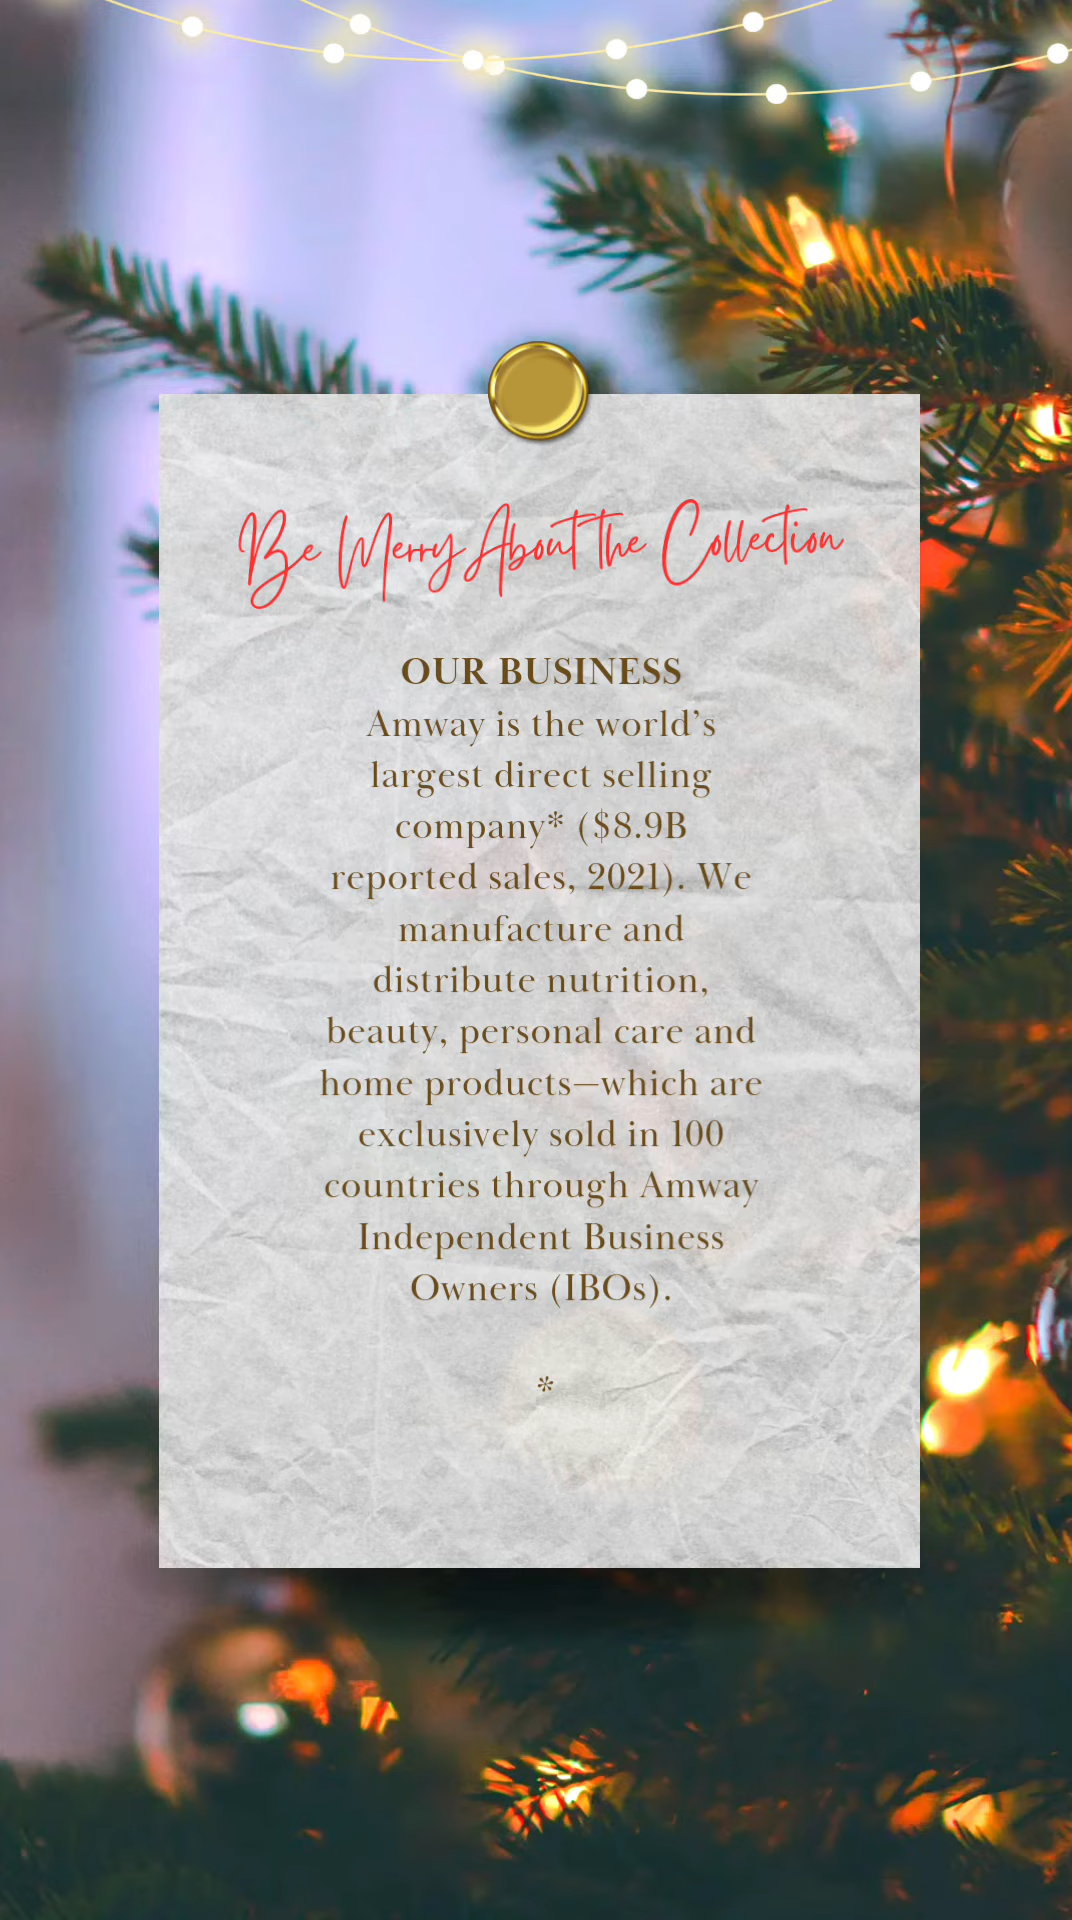 Be Merry About the Collection
OUR BUSINESS
Amway is the world’s
largest direct selling
company* ($8.9B
reported sales, 2021). We
manufacture and
distribute nutrition,
beauty, personal care and
home products—which are
exclusively sold in 100
countries through Amway
Independent Business
Owners (IBOs).
*